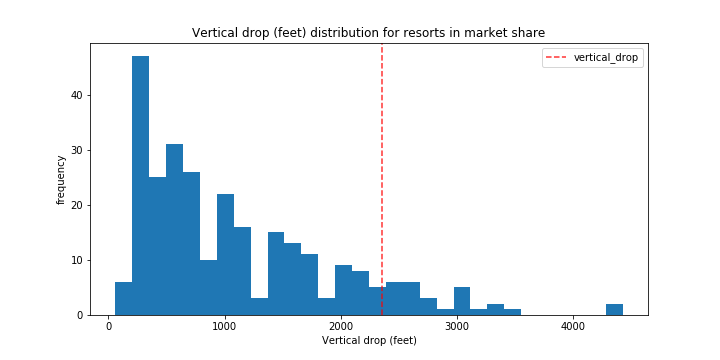 Vertical drop (feet) distribution for resorts in market share
vertical_drop
40
30
20
10
0
frequency
0 1000 2000 3000 4000
Vertical drop (feet)